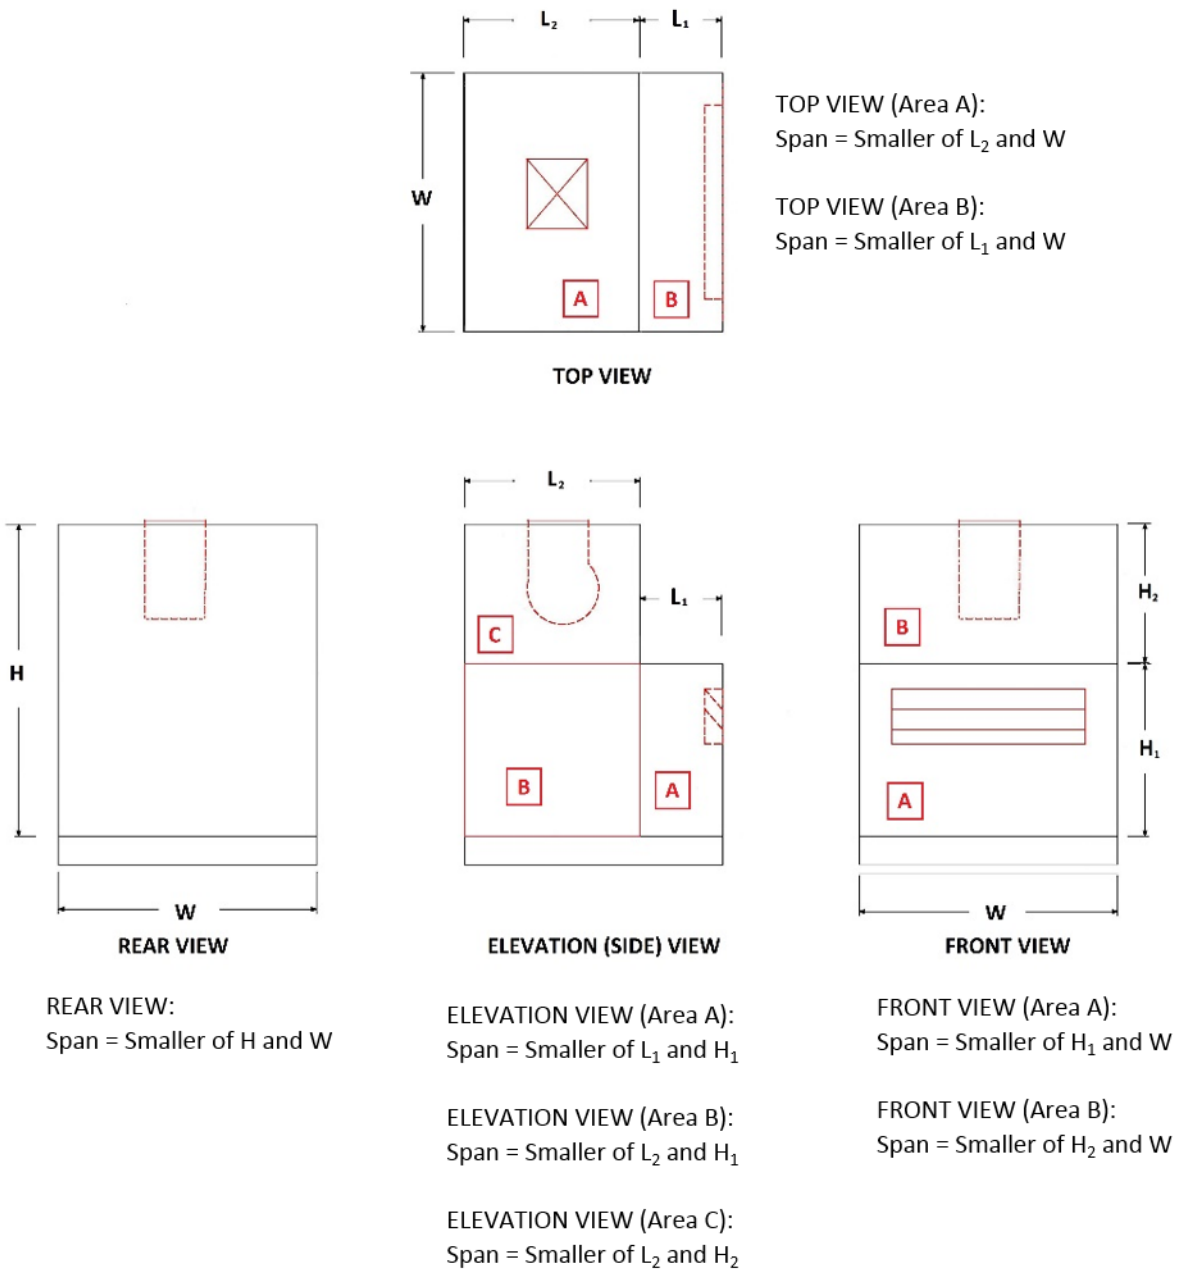 L₂ L₁
W
A B
TOP VIEW
TOP VIEW (Area A):
Span = Smaller of L₂ and W
TOP VIEW (Area B):
Span = Smaller of L₁ and W
H
W
REAR VIEW
REAR VIEW:
Span = Smaller of H and W
L₂
L₁
C
B A
ELEVATION (SIDE) VIEW
ELEVATION VIEW (Area A):
Span = Smaller of L₁ and H₁
ELEVATION VIEW (Area B):
Span = Smaller of L₂ and H₁
ELEVATION VIEW (Area C):
Span = Smaller of L₂ and H₂
H₂
B
H₁
A
W
FRONT VIEW
FRONT VIEW (Area A):
Span = Smaller of H₁ and W
FRONT VIEW (Area B):
Span = Smaller of H₂ and W